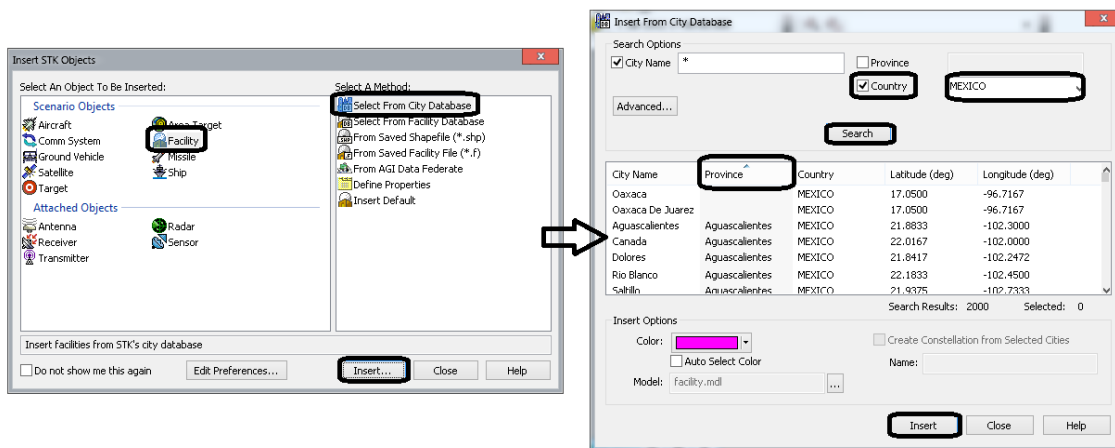 Insert STK Objects
Select An Object To Be Inserted:
Scenario Objects
Aircraft
Area Target
Comm System
Facility
Ground Vehicle
Missile
Satellite
Ship
Target
Attached Objects
Antenna
Radar
Receiver
Sensor
Transmitter
Select A Method:
Select From City Database
Select From Facility Database
From Saved Shapefile (*.shp)
From Saved Facility File (*.f)
From AGI Data Federate
Define Properties
Insert Default
Insert facilities from STK's city database
Do not show me this again
Edit Preferences...
Insert...
Close
Help
Insert From City Database
Search Options
City Name
*
Province
Country
MEXICO
Advanced...
Search
City Name Province Country Latitude (deg) Longitude (deg)
Oaxaca MEXICO 17.0500 -96.7167
Oaxaca De Juarez MEXICO 17.0500 -96.7167
Aguascalientes Aguascalientes MEXICO 21.8833 -102.3000
Canada Aguascalientes MEXICO 22.0167 -102.0000
Dolores Aguascalientes MEXICO 21.8417 -102.2472
Rio Blanco Aguascalientes MEXICO 22.1833 -102.4500
Saltillo Aguascalientes MEXICO 21.9375 -102.7333
Search Results: 2000 Selected: 0
Insert Options
Color:
Auto Select Color
Model: facility.mdl ...
Create Constellation from Selected Cities
Name:
Insert
Close
Help